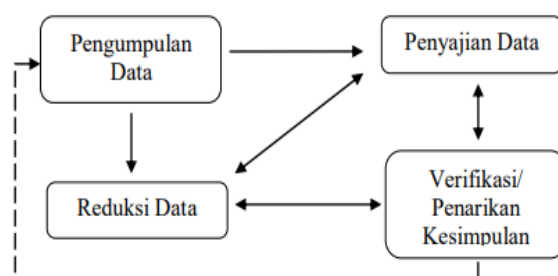 Pengumpulan
Data
Penyajian Data
Reduksi Data
Verifikasi/
Penarikan
Kesimpulan